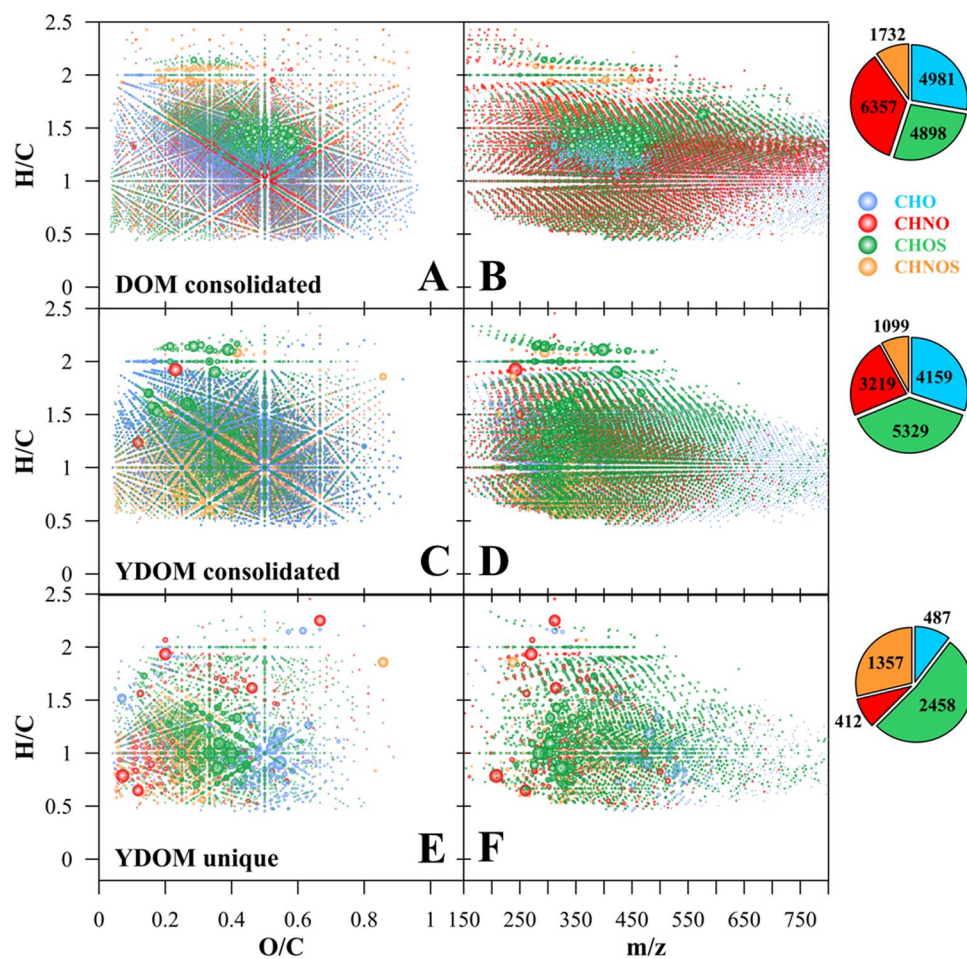 2.5
2
1.5
1
0.5
0
H/C
DOM consolidated
A
B
1732
4981
6357
4898
CHO
CHNO
CHOS
CHNOS
2.5
2
1.5
1
0.5
0
H/C
YDOM consolidated
C
D
1099
4159
3219
5329
2.5
2
1.5
1
0.5
0
H/C
YDOM unique
E
F
487
1357
412
2458
0 0.2 0.4 0.6 0.8 1 150 250 350 450 550 650 750
O/C m/z